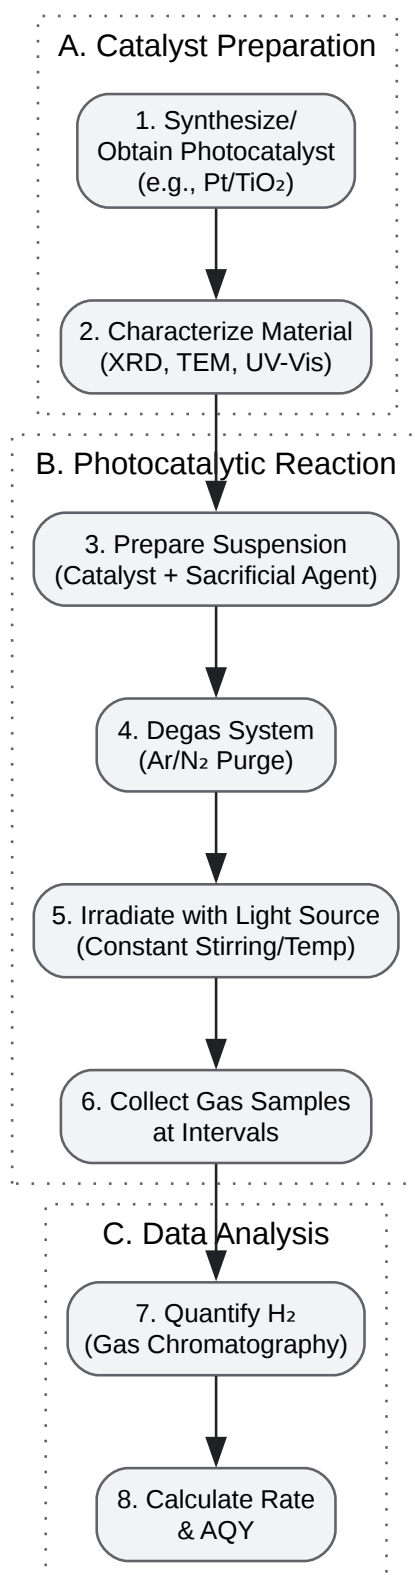 A. Catalyst Preparation
1. Synthesize/
Obtain Photocatalyst
(e.g., Pt/TiO₂)
2. Characterize Material
(XRD, TEM, UV-Vis)
B. Photocatalytic Reaction
3. Prepare Suspension
(Catalyst + Sacrificial Agent)
4. Degas System
(Ar/N₂ Purge)
5. Irradiate with Light Source
(Constant Stirring/Temp)
6. Collect Gas Samples
at Intervals
C. Data Analysis
7. Quantify H₂
(Gas Chromatography)
8. Calculate Rate
& AQY